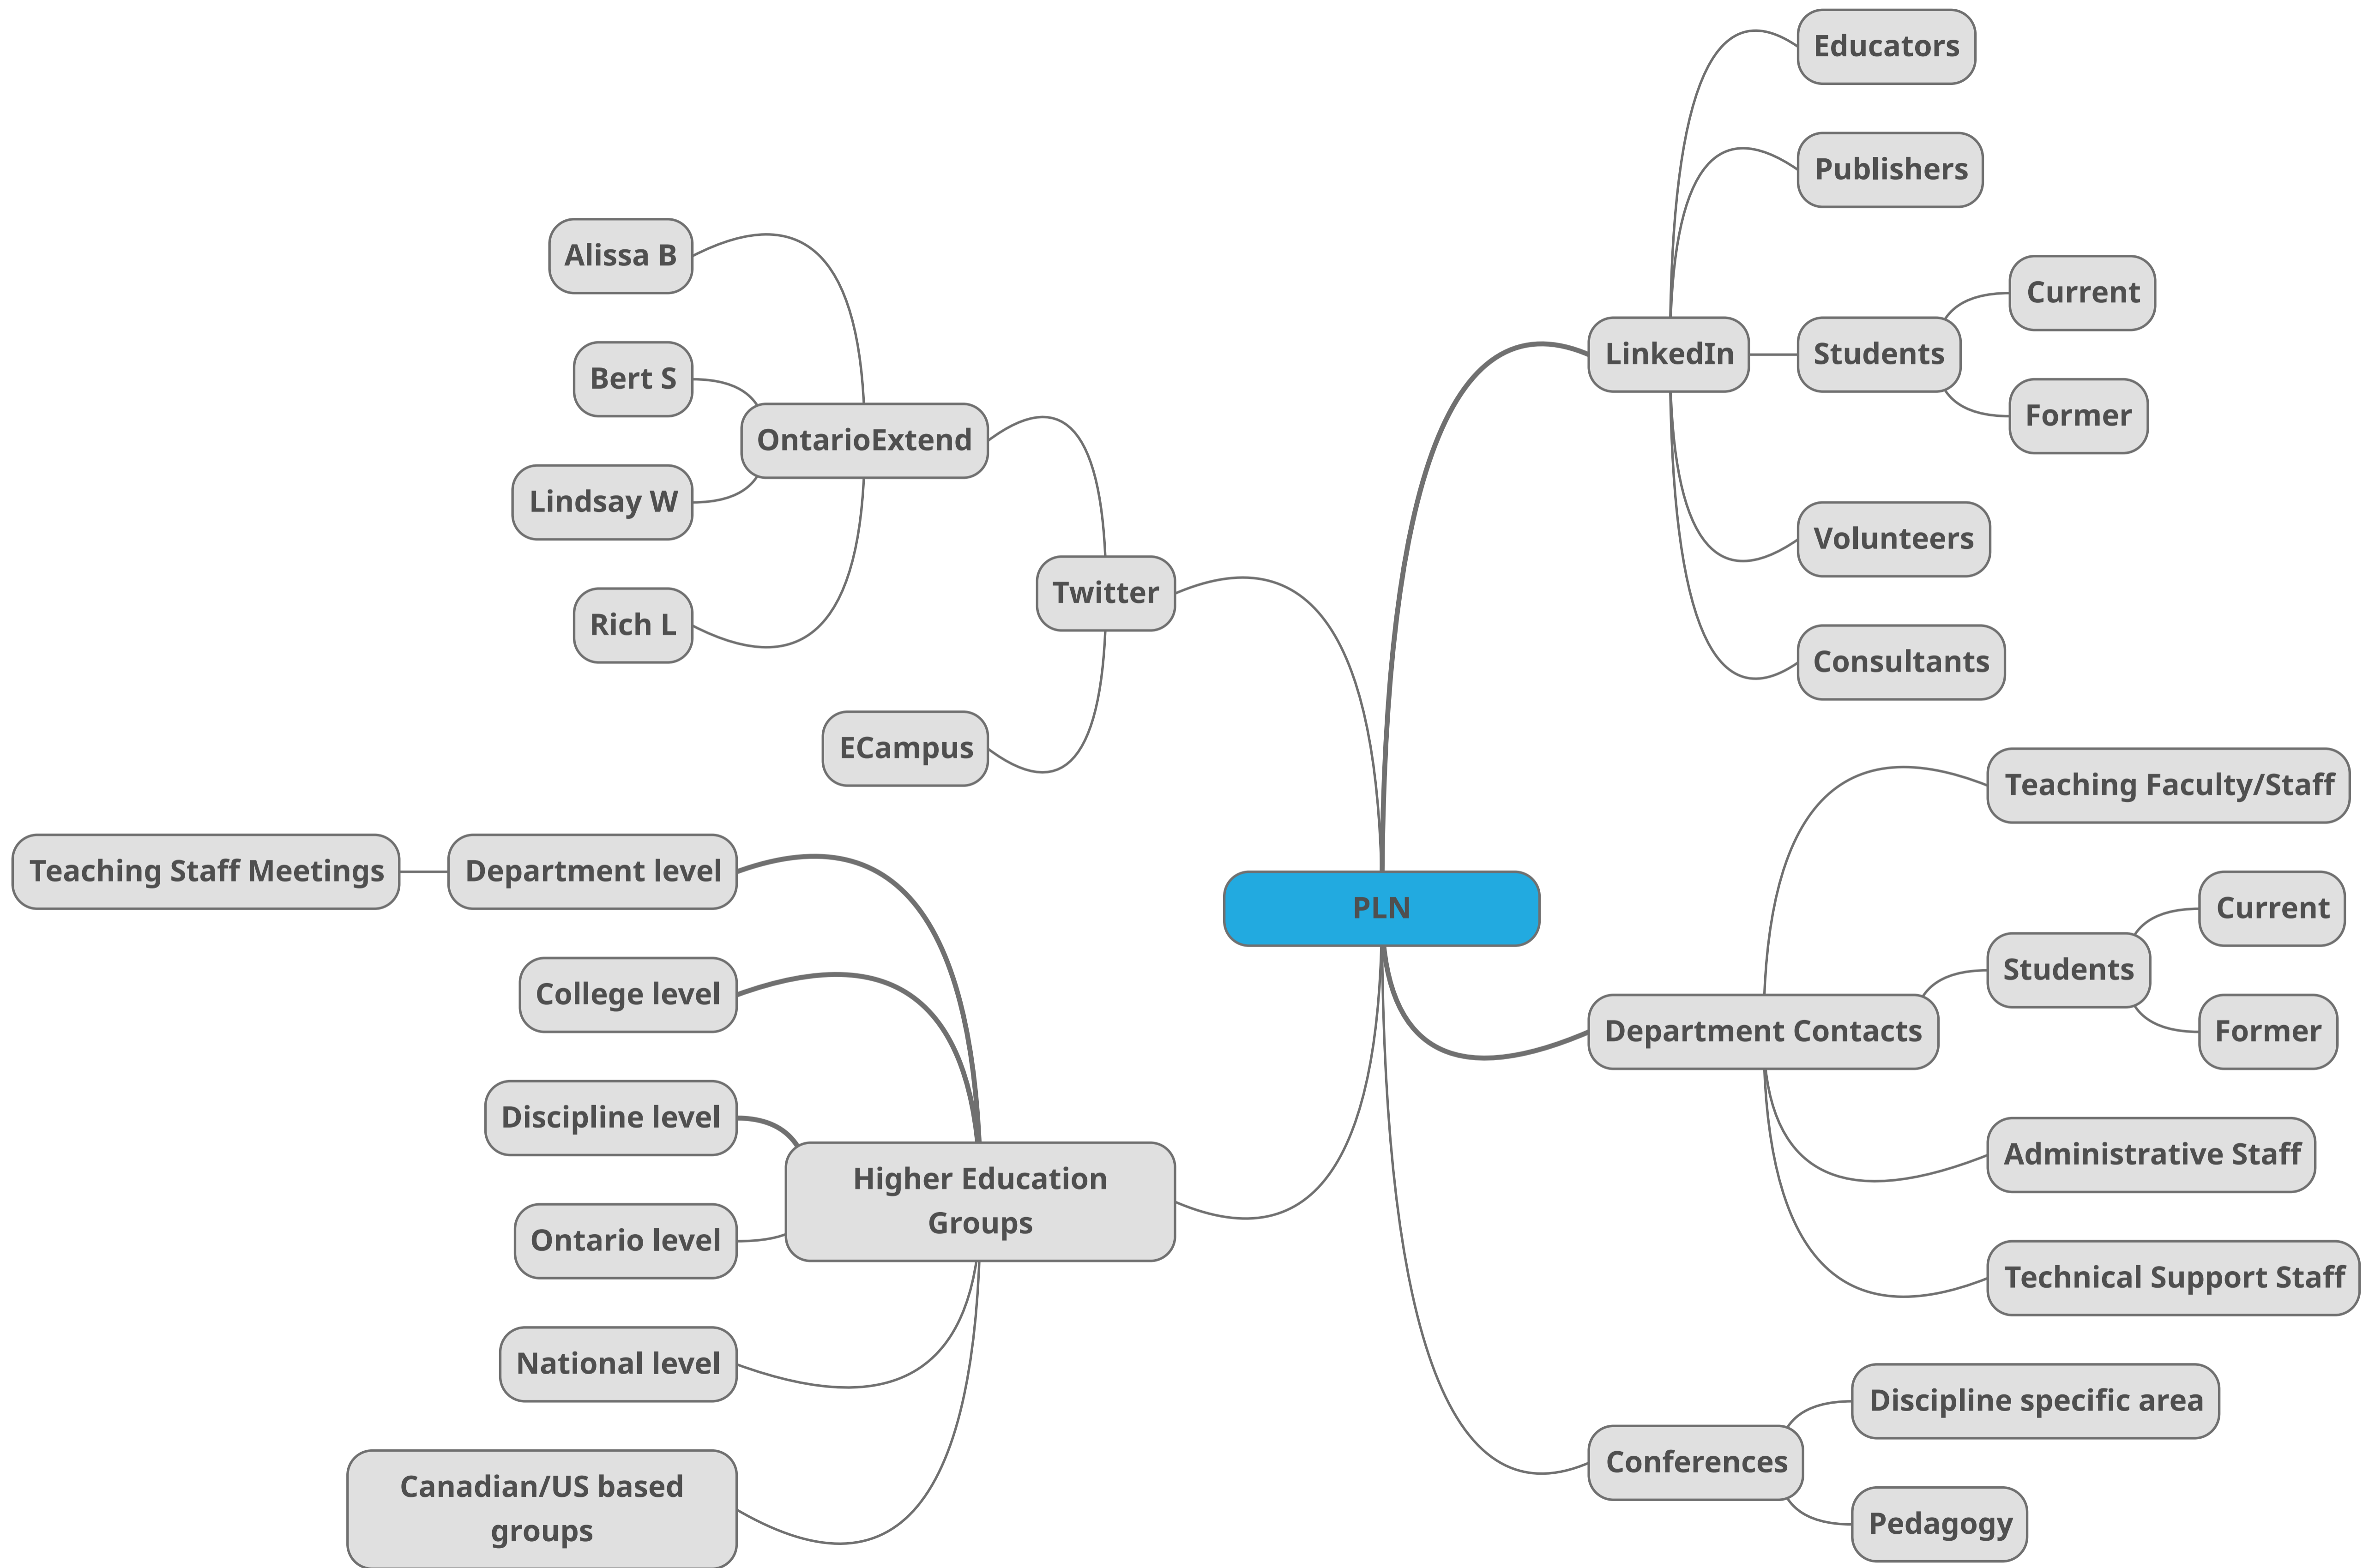 PLN
LinkedIn
Educators
Publishers
Students
Current
Former
Volunteers
Consultants
Department Contacts
Teaching Faculty/Staff
Students
Current
Former
Administrative Staff
Technical Support Staff
Conferences
Discipline specific area
Pedagogy
Twitter
OntarioExtend
Alissa B
Bert S
Lindsay W
Rich L
ECampus
Higher Education
Groups
Department level
Teaching Staff Meetings
College level
Discipline level
Ontario level
National level
Canadian/US based
groups